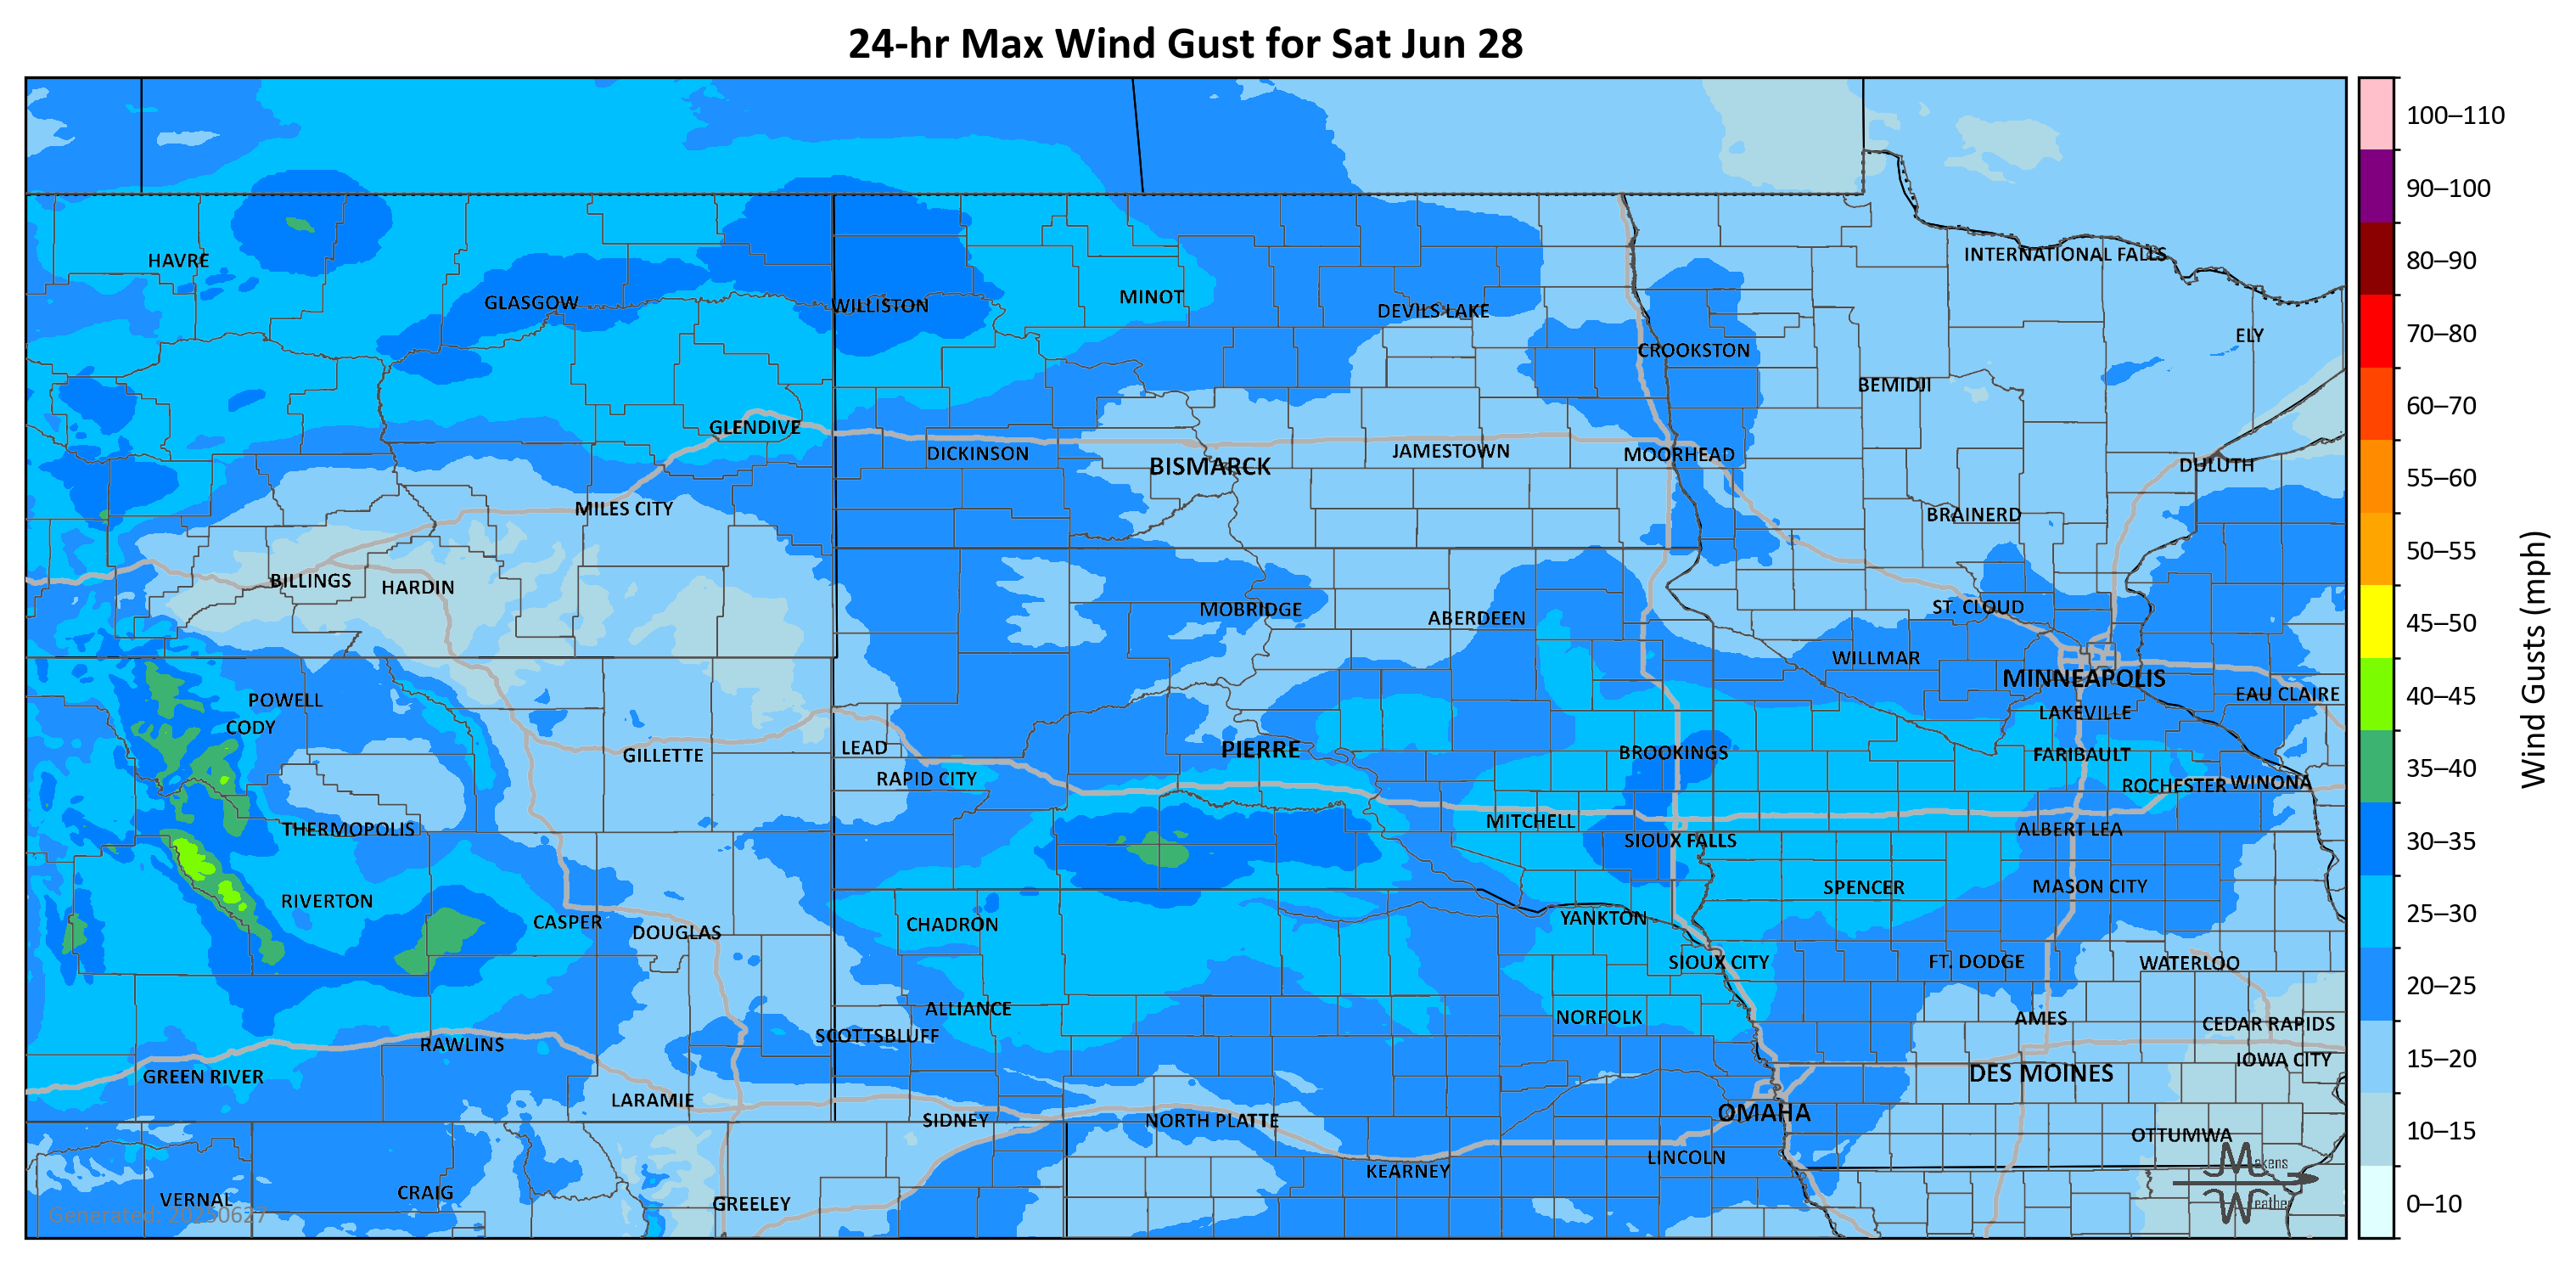 24-hr Max Wind Gust for Sat Jun 28
100–110
90–100
80–90
70–80
60–70
55–60
50–55
45–50
40–45
35–40
30–35
25–30
20–25
15–20
10–15
0–10
Wind Gusts (mph)
HAVRE
GLASGOW
WILLISTON
MINOT
DEVILS LAKE
INTERNATIONAL FALLS
CROOKSTON
ELY
BEMIDJI
GLENDIVE
DICKINSON
BISMARCK
JAMESTOWN
MOORHEAD
DULUTH
MILES CITY
BRAINERD
BILLINGS
HARDIN
MOBRIDGE
ABERDEEN
ST. CLOUD
WILLMAR
MINNEAPOLIS
EAU CLAIRE
POWELL
CODY
LAKEVILLE
GILLETTE
LEAD
PIERRE
BROOKINGS
FARIBAULT
RAPID CITY
ROCHESTER
WINONA
THERMOPOLIS
MITCHELL
SIOUX FALLS
ALBERT LEA
RIVERTON
SPENCER
MASON CITY
CASPER
DOUGLAS
CHADRON
YANKTON
SIOUX CITY
FT. DODGE
WATERLOO
ALLIANCE
NORFOLK
AMES
CEDAR RAPIDS
SCOTTSBLUFF
RAWLINS
IOWA CITY
GREEN RIVER
DES MOINES
LARAMIE
SIDNEY
NORTH PLATTE
OMAHA
OTTUMWA
LINCOLN
KEARNEY
VERNAL
CRAIG
GREELEY
Generated: 20250627
Makens
Weather